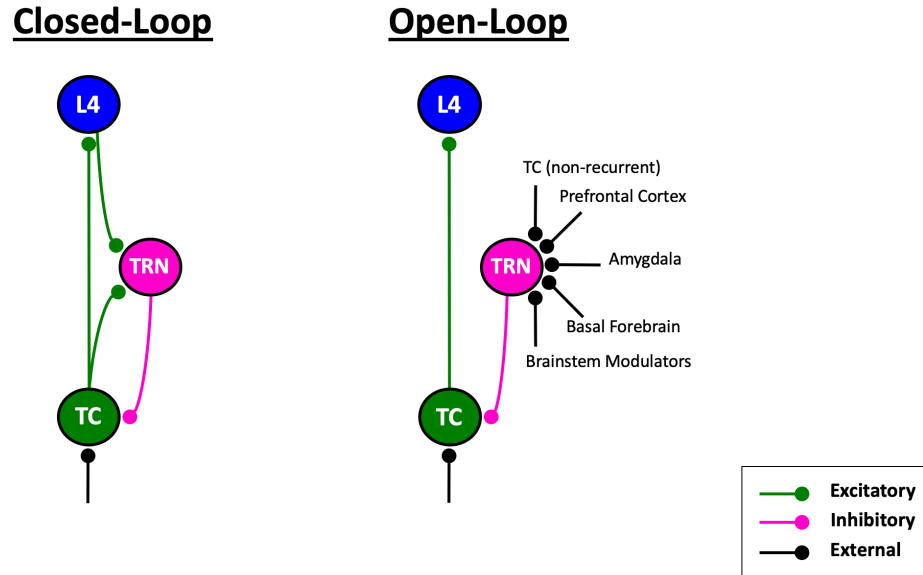 Closed-Loop
Open-Loop
L4
L4
TC (non-recurrent)
Prefrontal Cortex
TRN
TRN
Amygdala
Basal Forebrain
Brainstem Modulators
TC
TC
Excitatory
Inhibitory
External